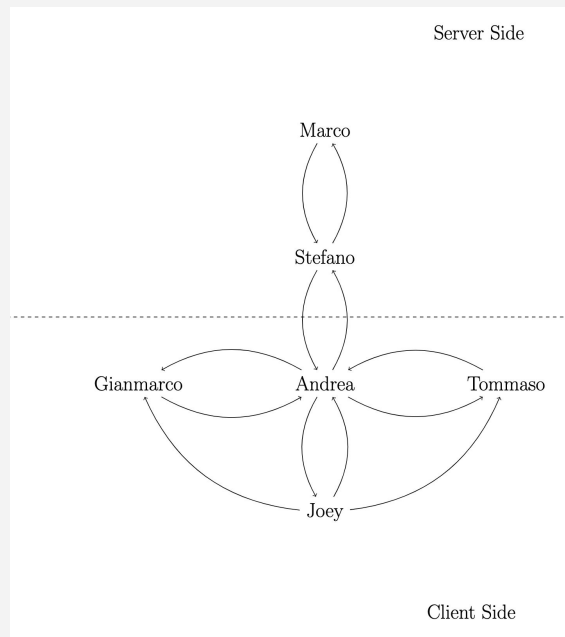 Server Side
Marco
Stefano
Gianmarco Andrea Tommaso
Joey
Client Side